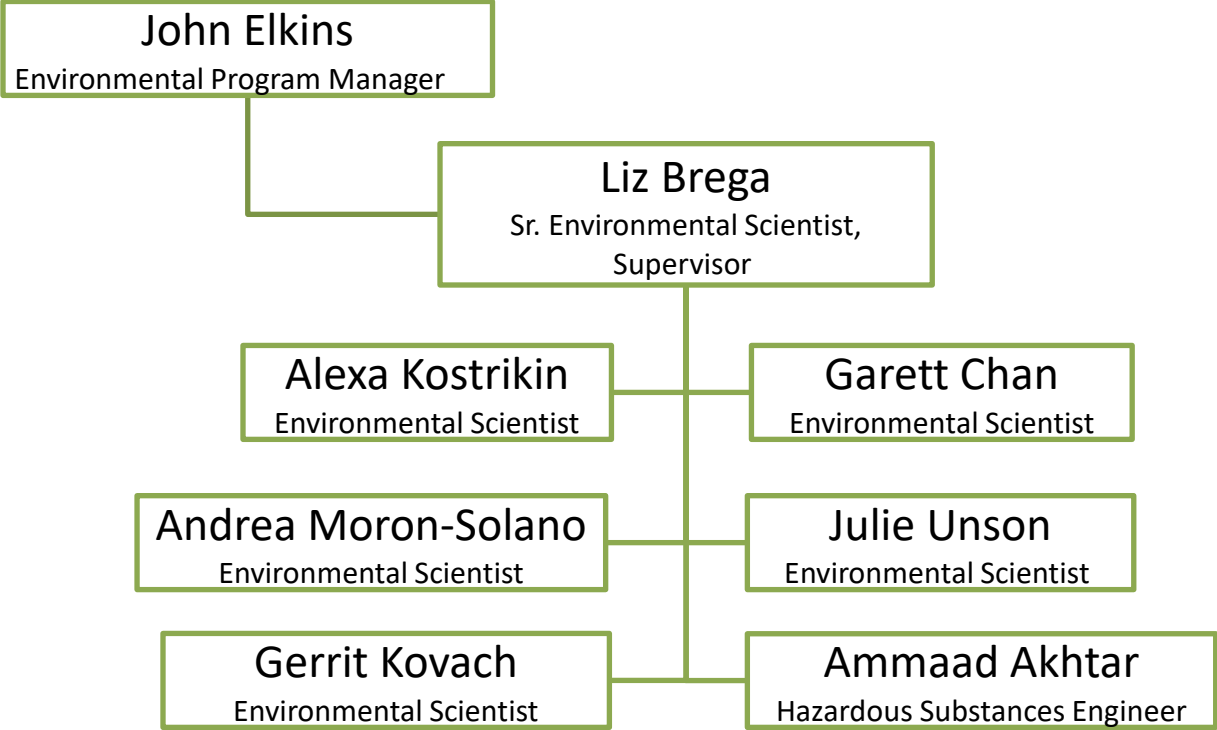 John Elkins
Environmental Program Manager
Liz Brega
Sr. Environmental Scientist,
Supervisor
Alexa Kostrikin
Environmental Scientist
Garett Chan
Environmental Scientist
Andrea Moron-Solano
Environmental Scientist
Julie Unson
Environmental Scientist
Gerrit Kovach
Environmental Scientist
Ammaad Akhtar
Hazardous Substances Engineer